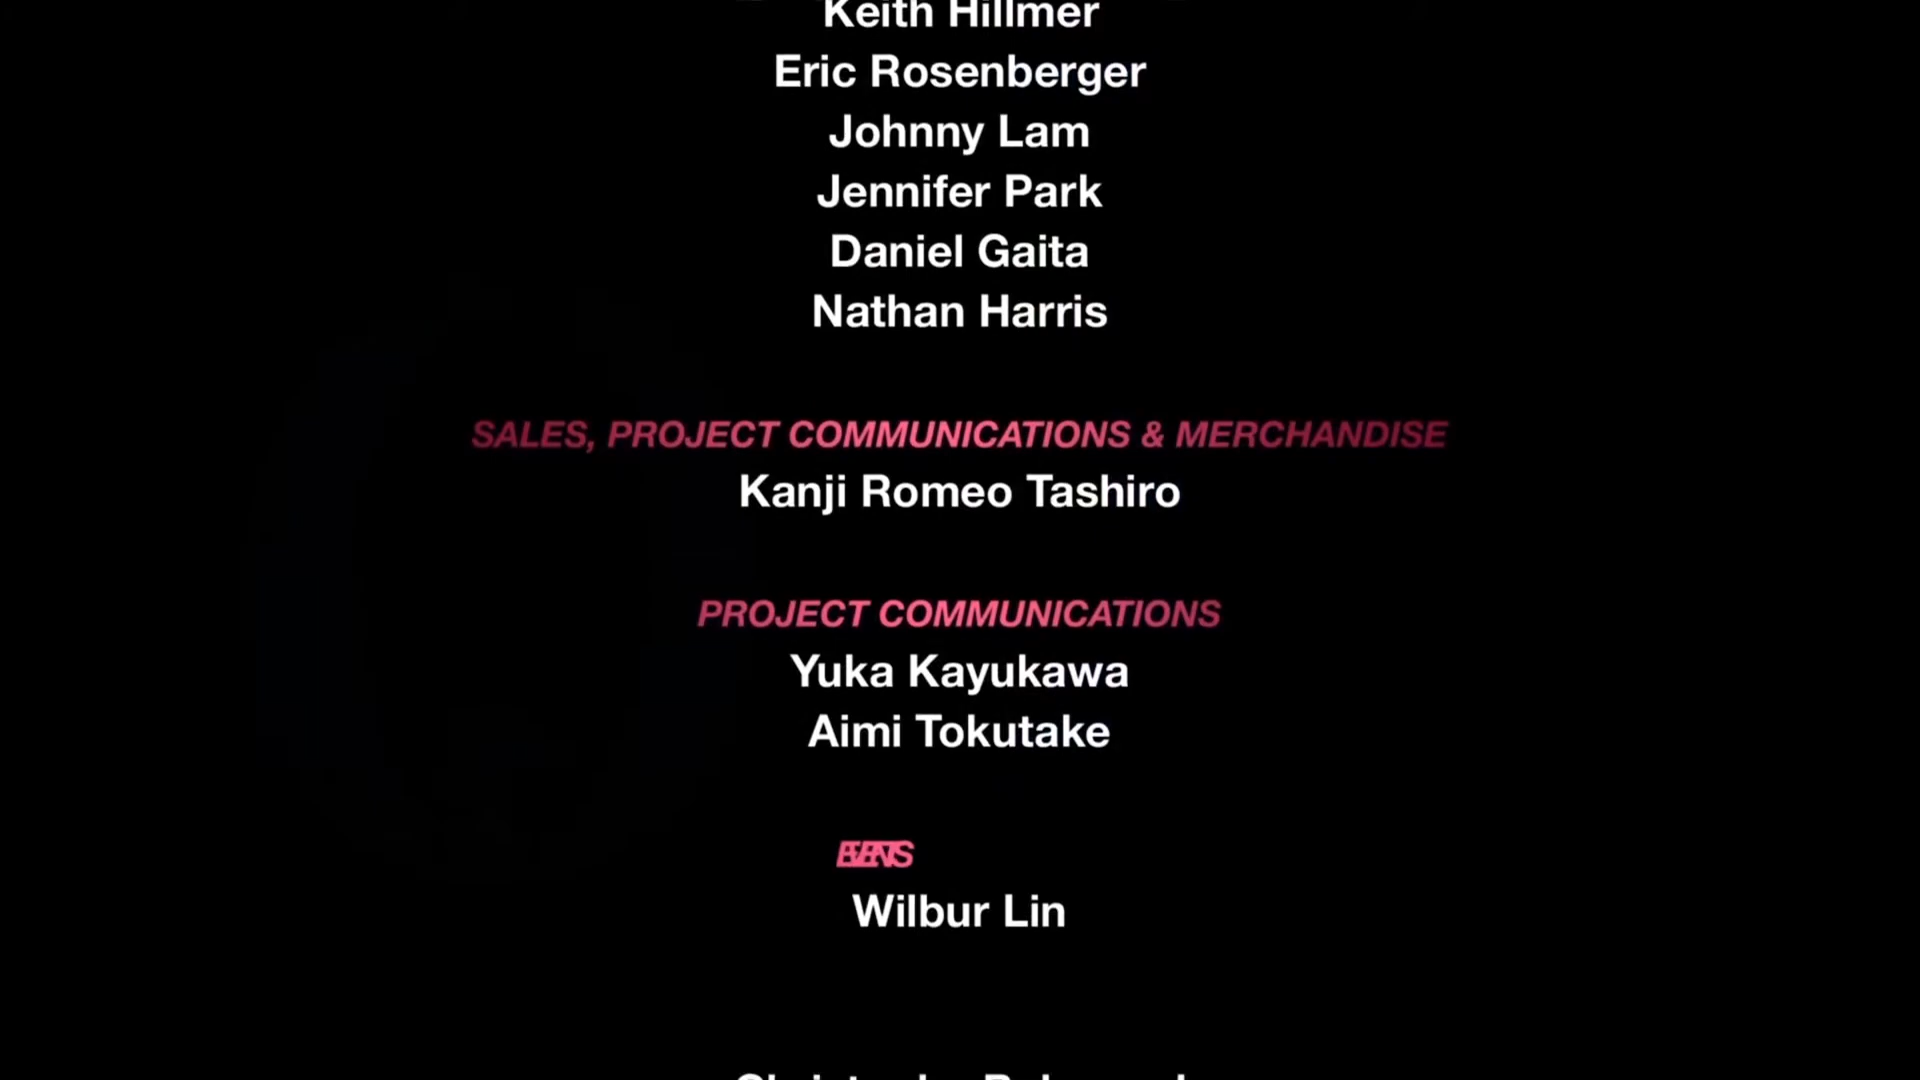 Keith Hillmer
Eric Rosenberger
Johnny Lam
Jennifer Park
Daniel Gaita
Nathan Harris
SALES, PROJECT COMMUNICATIONS & MERCHANDISE
Kanji Romeo Tashiro
PROJECT COMMUNICATIONS
Yuka Kayukawa
Aimi Tokutake
EVENTS
Wilbur Lin